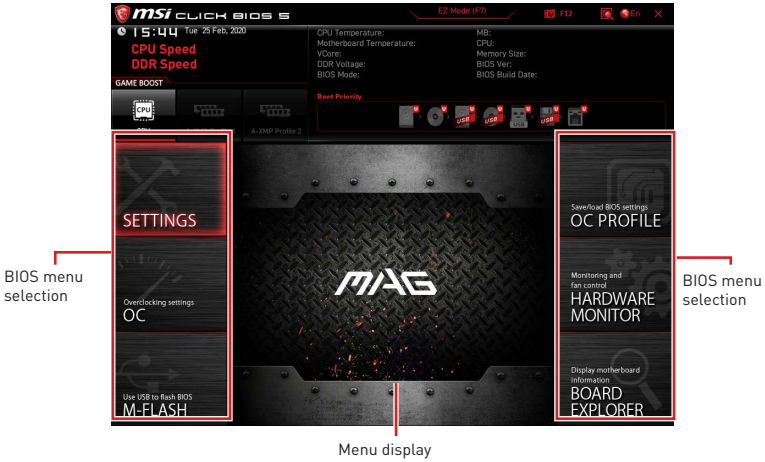 msi CLICK BIOS 5
EZ Mode (F7)
F12
En
15:44 Tue 25 Feb, 2020
CPU Speed
DDR Speed
CPU Temperature:
Motherboard Temperature:
VCore:
DDR Voltage:
BIOS Mode:
MB:
CPU:
Memory Size:
BIOS Ver:
BIOS Build Date:
GAME BOOST
CPU
CPU
A-XMP Profile 2
Boot Priority
U
U
USB U
USB U
USB U
USB U
U
SETTINGS
Overclocking settings
OC
Use USB to flash BIOS
M-FLASH
MAG
Save/load BIOS settings
OC PROFILE
Monitoring and
fan control
HARDWARE
MONITOR
Display motherboard
information
BOARD
EXPLORER
BIOS menu
selection
BIOS menu
selection
Menu display